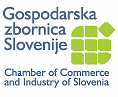 Gospodarska
zbornica
Slovenije
Chamber of Commerce
and Industry of Slovenia